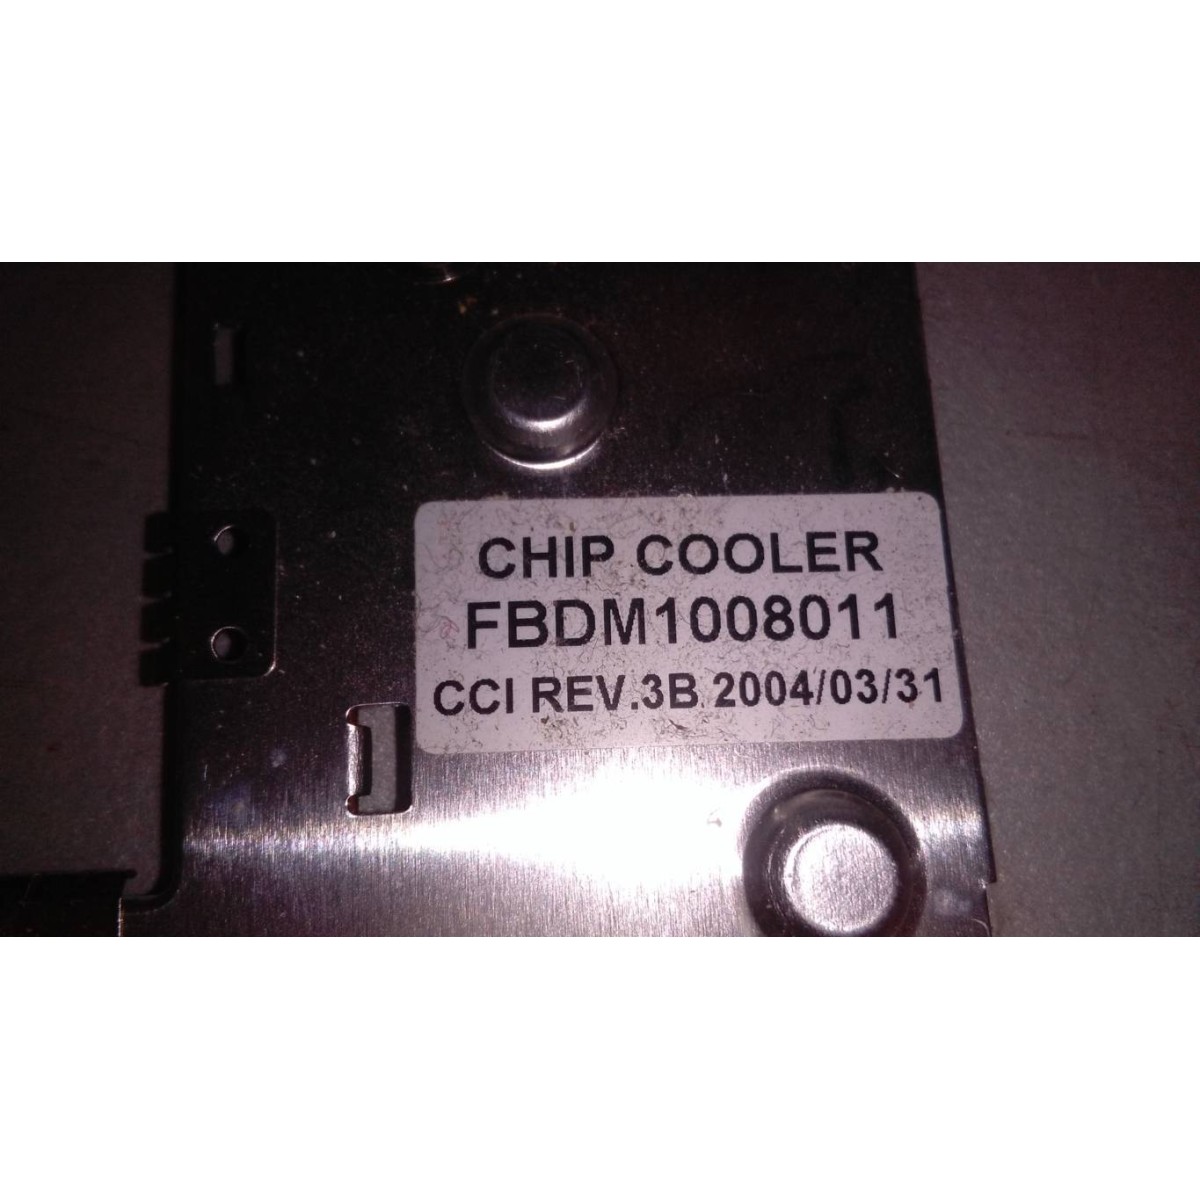 CHIP COOLER
FBDM1008011
CCI REV.3B 2004/03/31